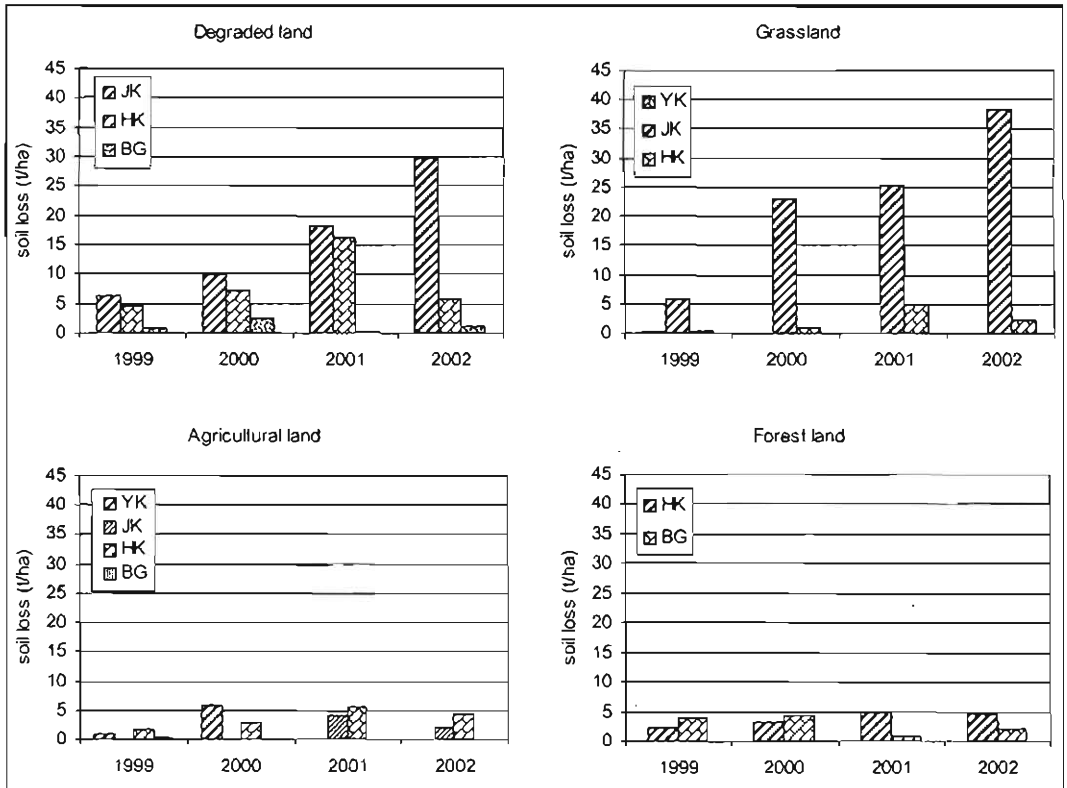 Degraded land
soil loss (t/ha)
45
40
35
30
25
20
15
10
5
0
JK
HK
BG
1999 2000 2001 2002
Grassland
soil loss (t/ha)
45
40
35
30
25
20
15
10
5
0
YK
JK
HK
1999 2000 2001 2002
Agricultural land
soil loss (t/ha)
45
40
35
30
25
20
15
10
5
0
YK
JK
HK
BG
1999 2000 2001 2002
Forest land
soil loss (t/ha)
45
40
35
30
25
20
15
10
5
0
HK
BG
1999 2000 2001 2002